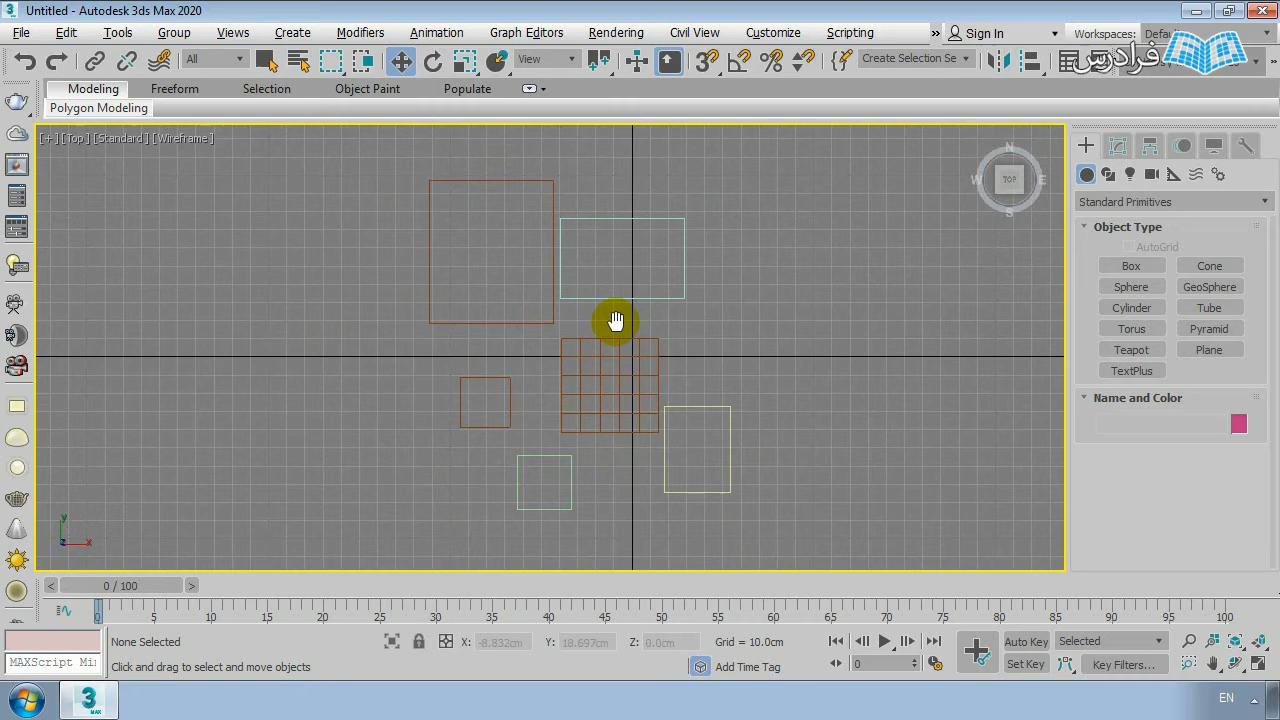 Untitled - Autodesk 3ds Max 2020
File Edit Tools Group Views Create Modifiers Animation Graph Editors Rendering Civil View Customize Scripting » Sign In Workspaces: Defa
فرادرس
All View Create Selection Se
Modeling Freeform Selection Object Paint Populate
Polygon Modeling
[+] [Top] [Standard] [Wireframe]
N
W TOP E
S
Standard Primitives
Object Type
AutoGrid
Box Cone
Sphere GeoSphere
Cylinder Tube
Torus Pyramid
Teapot Plane
TextPlus
Name and Color
y
z x
< 0 / 100 >
0 5 10 15 20 25 30 35 40 45 50 55 60 65 70 75 80 85 90 95 100
None Selected X: -8.832cm Y: 18.697cm Z: 0.0cm Grid = 10.0cm Auto Key Selected
MAXScript Mi Click and drag to select and move objects Add Time Tag 0 Set Key Key Filters...
3 MAX EN